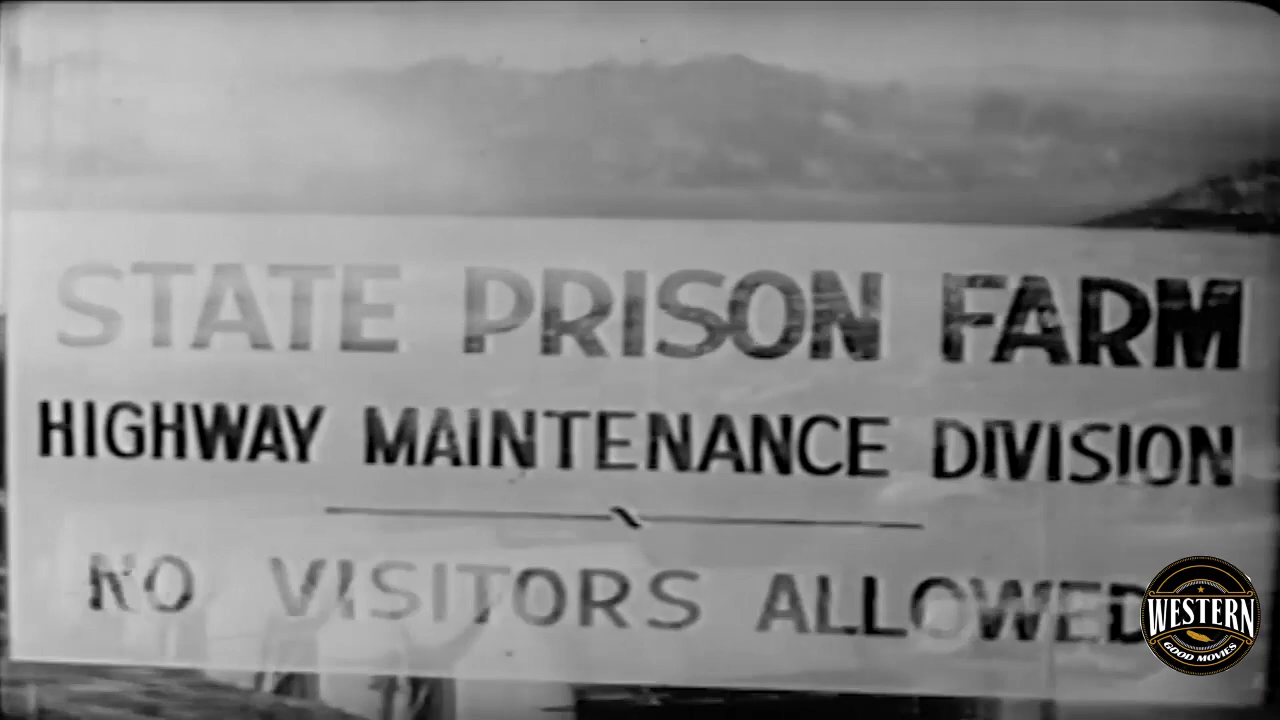 STATE PRISON FARM
HIGHWAY MAINTENANCE DIVISION
NO VISITORS ALLOWED
WESTERN
GOOD MOVIES